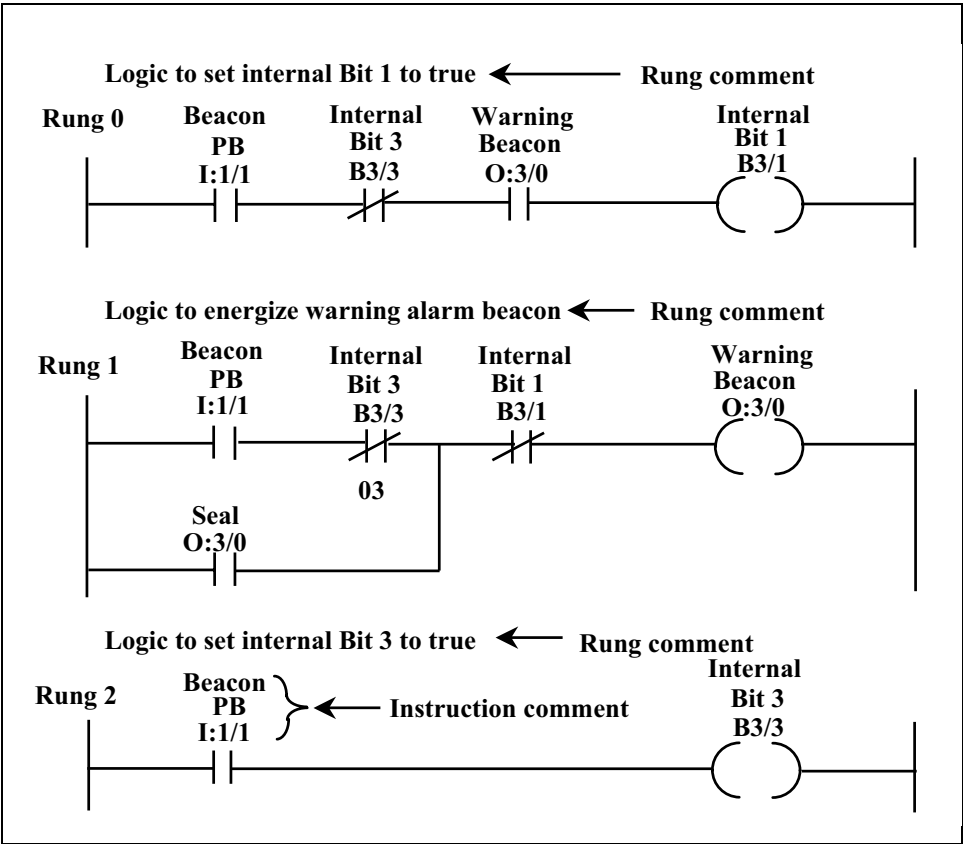 Logic to set internal Bit 1 to true
Rung comment
Rung 0
Beacon
PB
I:1/1
Internal
Bit 3
B3/3
Warning
Beacon
O:3/0
Internal
Bit 1
B3/1
Logic to energize warning alarm beacon
Rung comment
Rung 1
Beacon
PB
I:1/1
Internal
Bit 3
B3/3
03
Internal
Bit 1
B3/1
Warning
Beacon
O:3/0
Seal
O:3/0
Logic to set internal Bit 3 to true
Rung comment
Rung 2
Beacon
PB
I:1/1
Instruction comment
Internal
Bit 3
B3/3